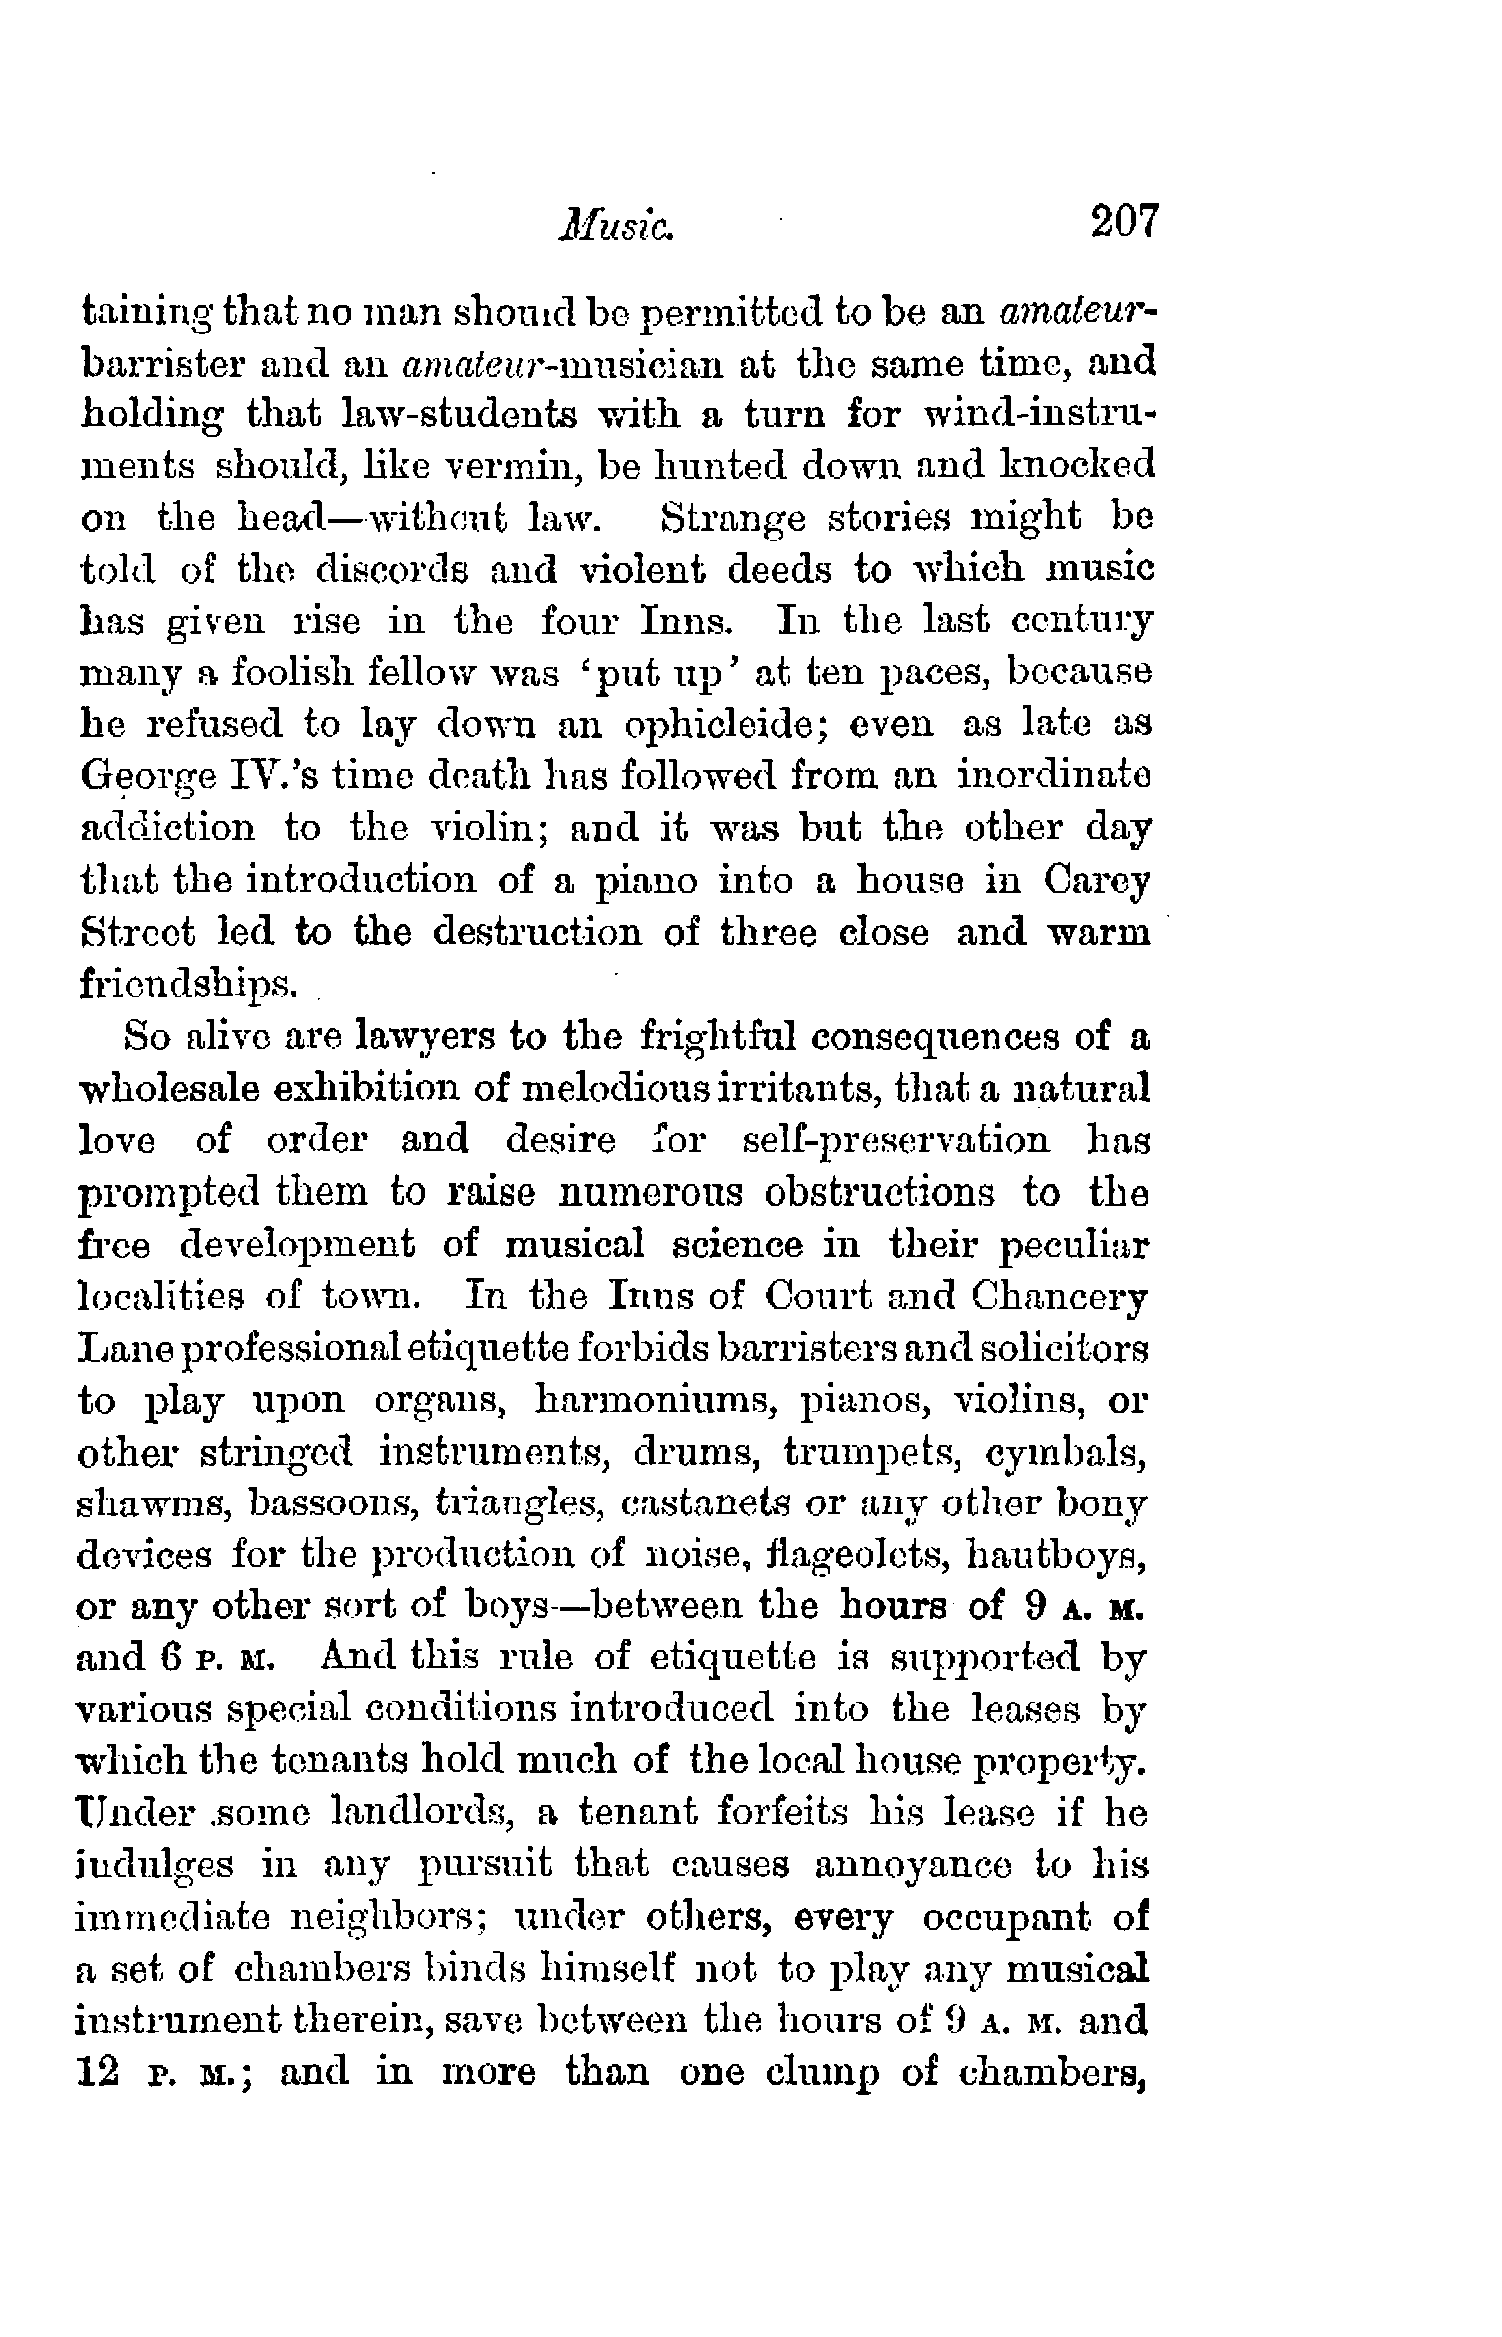 Music. 207
taining that no man should be permitted to be an amateur-
barrister and an amateur-musician at the same time, and
holding that law-students with a turn for wind-instru-
ments should, like vermin, be hunted down and knocked
on the head—without law. Strange stories might be
told of the discords and violent deeds to which music
has given rise in the four Inns. In the last century
many a foolish fellow was ‘put up’ at ten paces, because
he refused to lay down an ophicleide; even as late as
George IV.’s time death has followed from an inordinate
addiction to the violin; and it was but the other day
that the introduction of a piano into a house in Carey
Street led to the destruction of three close and warm
friendships.
So alive are lawyers to the frightful consequences of a
wholesale exhibition of melodious irritants, that a natural
love of order and desire for self-preservation has
prompted them to raise numerous obstructions to the
free development of musical science in their peculiar
localities of town. In the Inns of Court and Chancery
Lane professional etiquette forbids barristers and solicitors
to play upon organs, harmoniums, pianos, violins, or
other stringed instruments, drums, trumpets, cymbals,
shawms, bassoons, triangles, castanets or any other bony
devices for the production of noise, flageolets, hautboys,
or any other sort of boys—between the hours of 9 A. M.
and 6 P. M. And this rule of etiquette is supported by
various special conditions introduced into the leases by
which the tenants hold much of the local house property.
Under some landlords, a tenant forfeits his lease if he
indulges in any pursuit that causes annoyance to his
immediate neighbors; under others, every occupant of
a set of chambers binds himself not to play any musical
instrument therein, save between the hours of 9 A. M. and
12 P. M.; and in more than one clump of chambers,